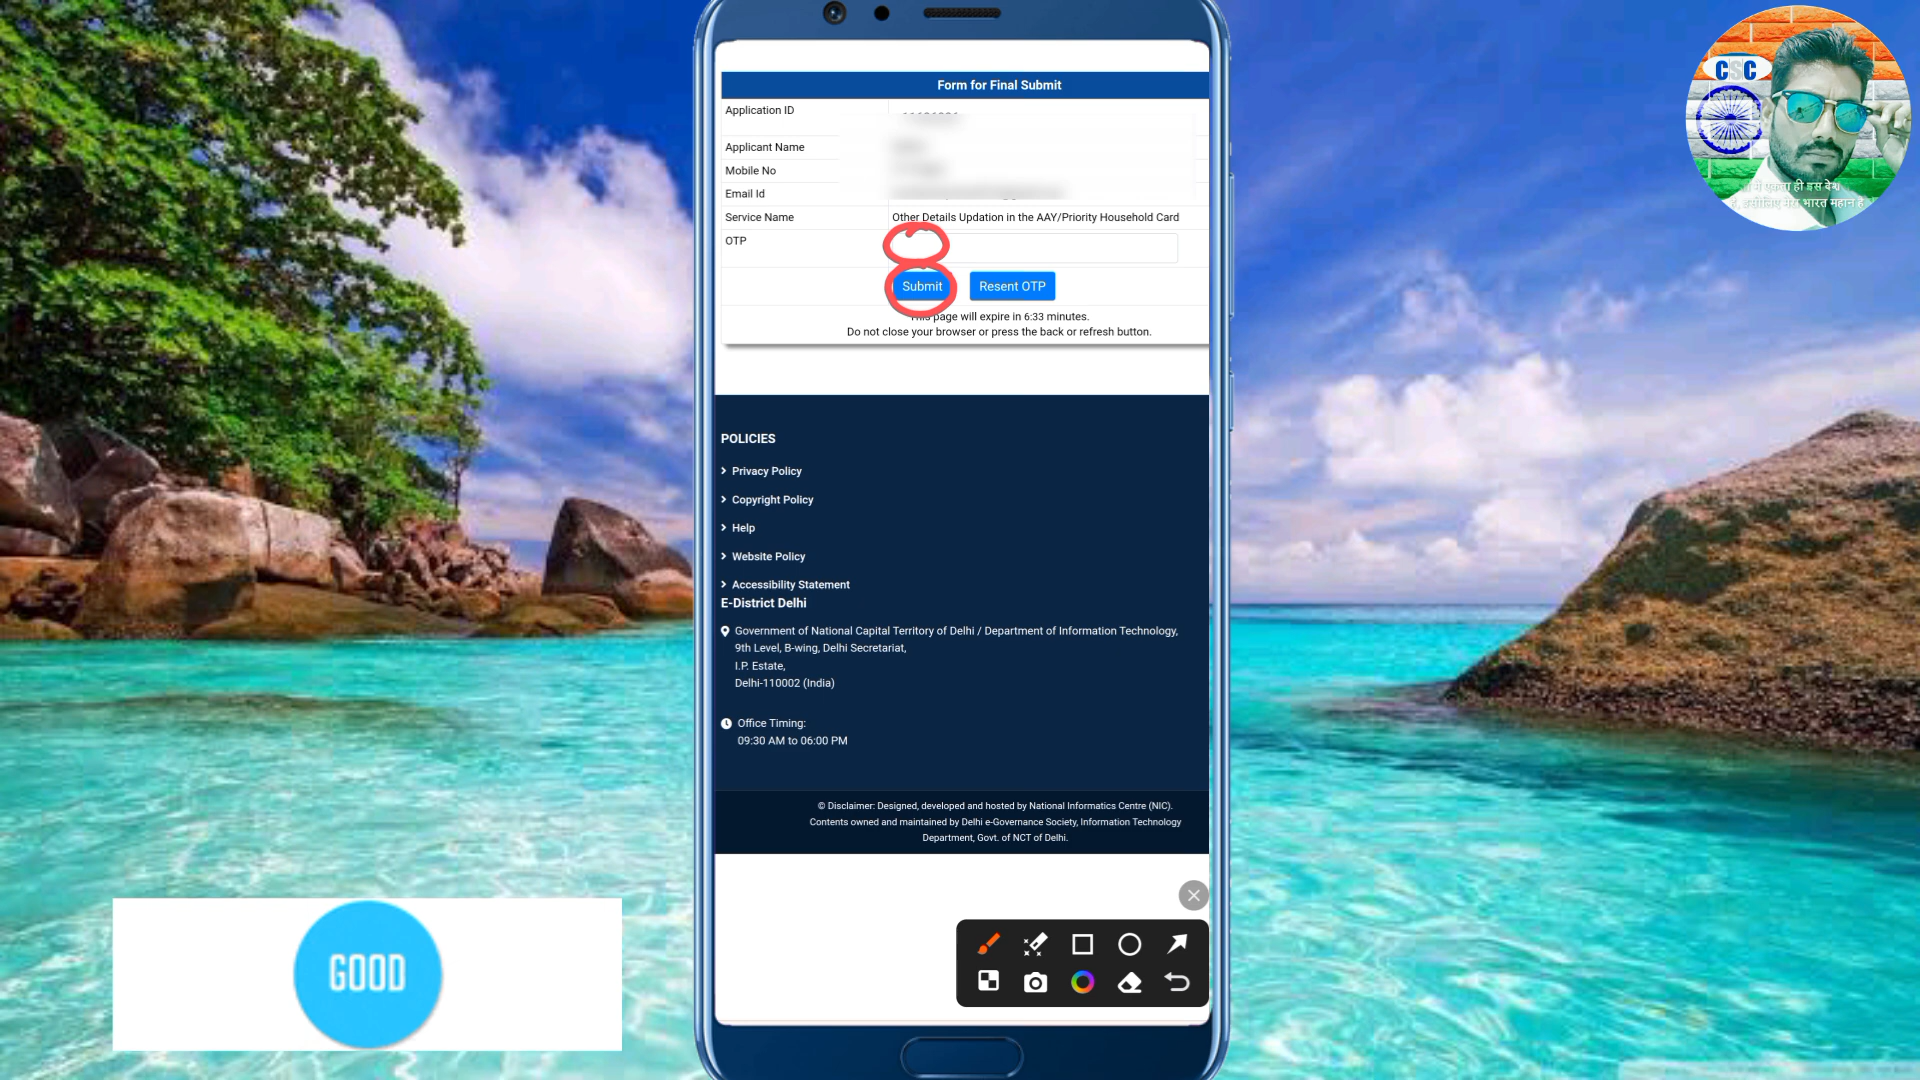 CSC
Form for Final Submit
Application ID
Applicant Name
Mobile No
Email Id
Service Name Other Details Updation in the AAY/Priority Household Card
OTP
Submit Resent OTP
This page will expire in 6:33 minutes.
Do not close your browser or press the back or refresh button.
में एकता ही इस देश
है, इसीलिए मेरा भारत महान है
POLICIES
Privacy Policy
Copyright Policy
Help
Website Policy
Accessibility Statement
E-District Delhi
Government of National Capital Territory of Delhi / Department of Information Technology,
9th Level, B-wing, Delhi Secretariat,
I.P. Estate,
Delhi-110002 (India)
Office Timing:
09:30 AM to 06:00 PM
© Disclaimer: Designed, developed and hosted by National Informatics Centre (NIC).
Contents owned and maintained by Delhi e-Governance Society, Information Technology
Department, Govt. of NCT of Delhi.
GOOD